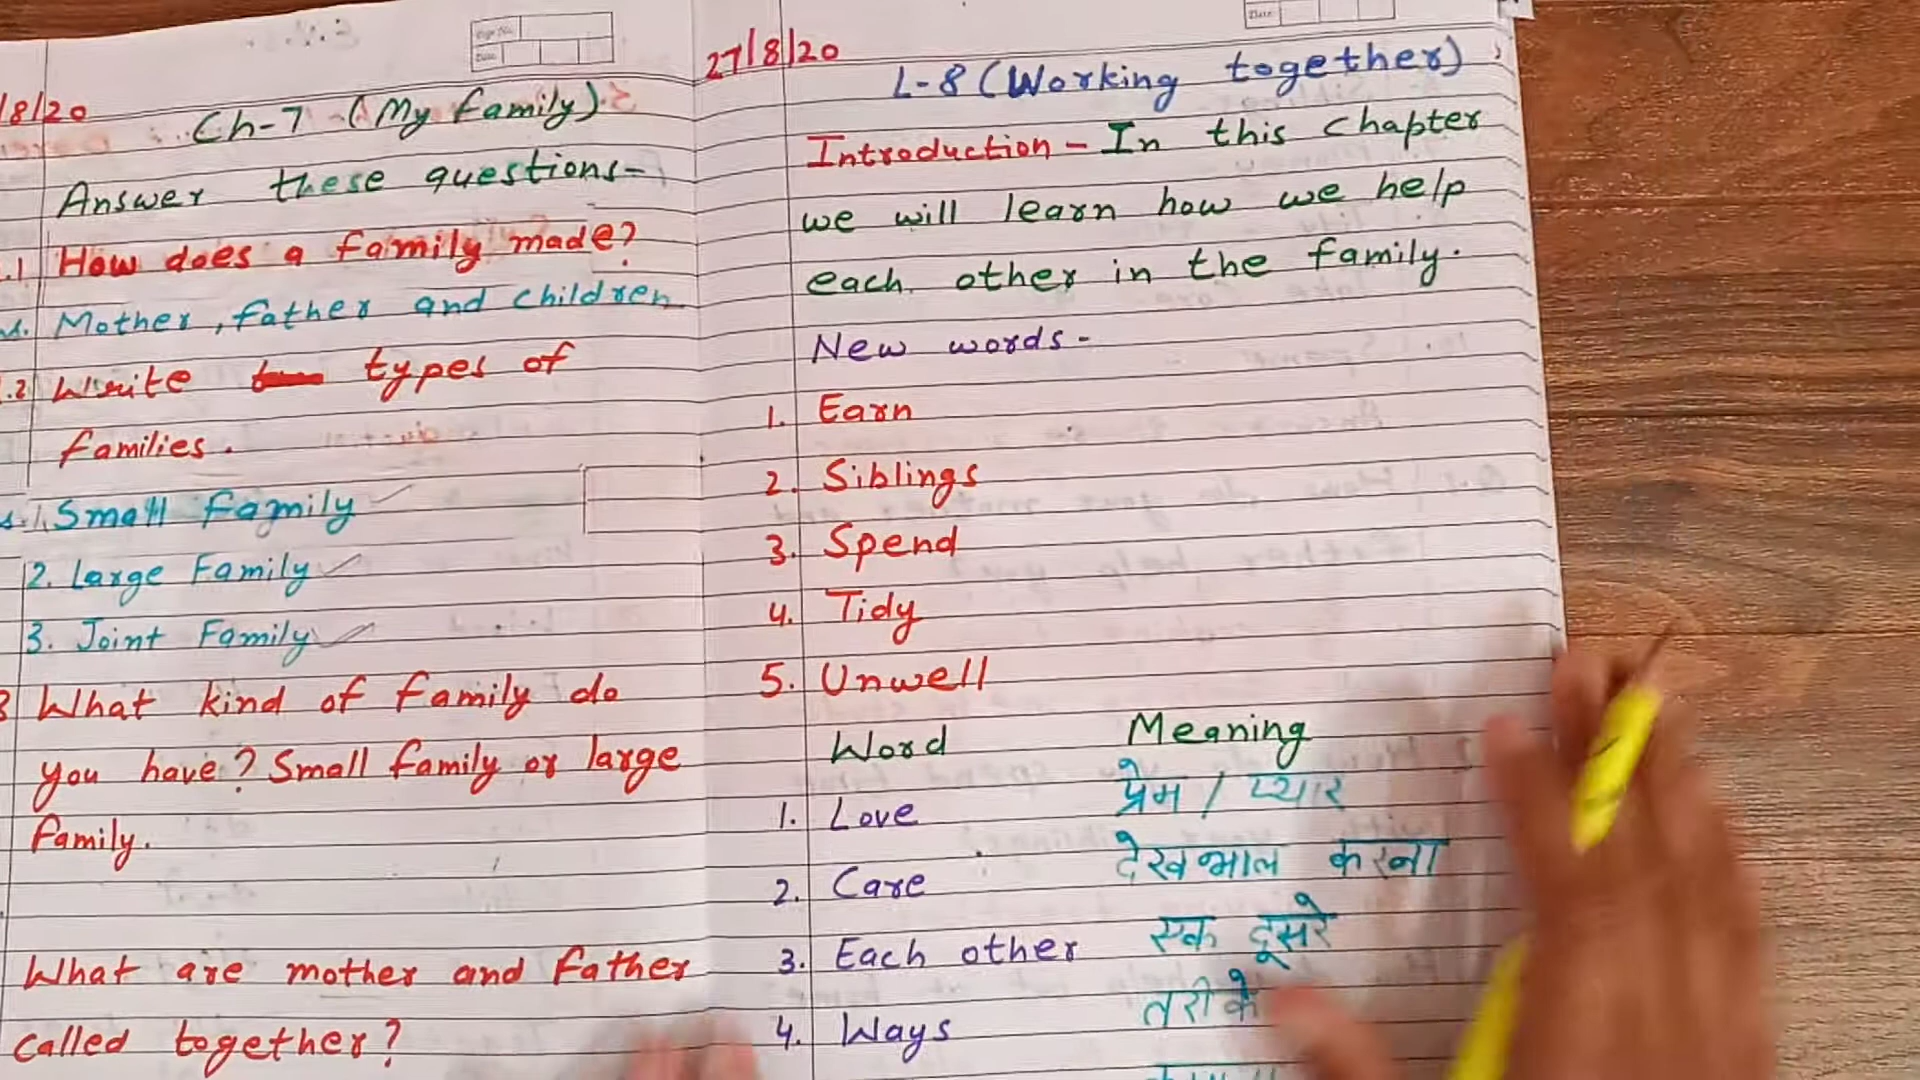 /8/20
Ch-7 (My family)
Answer these questions-
.1 How does a family made?
Mother, father and children
.2 Write types of
families.
1. Small family
2. Large Family
3. Joint Family
3 What kind of family do
you have? Small family or large
family.
What are mother and father
called together?
27/8/20
L-8 (Working together)
Introduction - In this chapter
we will learn how we help
each other in the family.
New words-
1. Earn
2. Siblings
3. Spend
4. Tidy
5. Unwell
Word Meaning
1. Love प्रेम / प्यार
2. Care देखभाल करना
3. Each other एक दूसरे
4. Ways तरीके